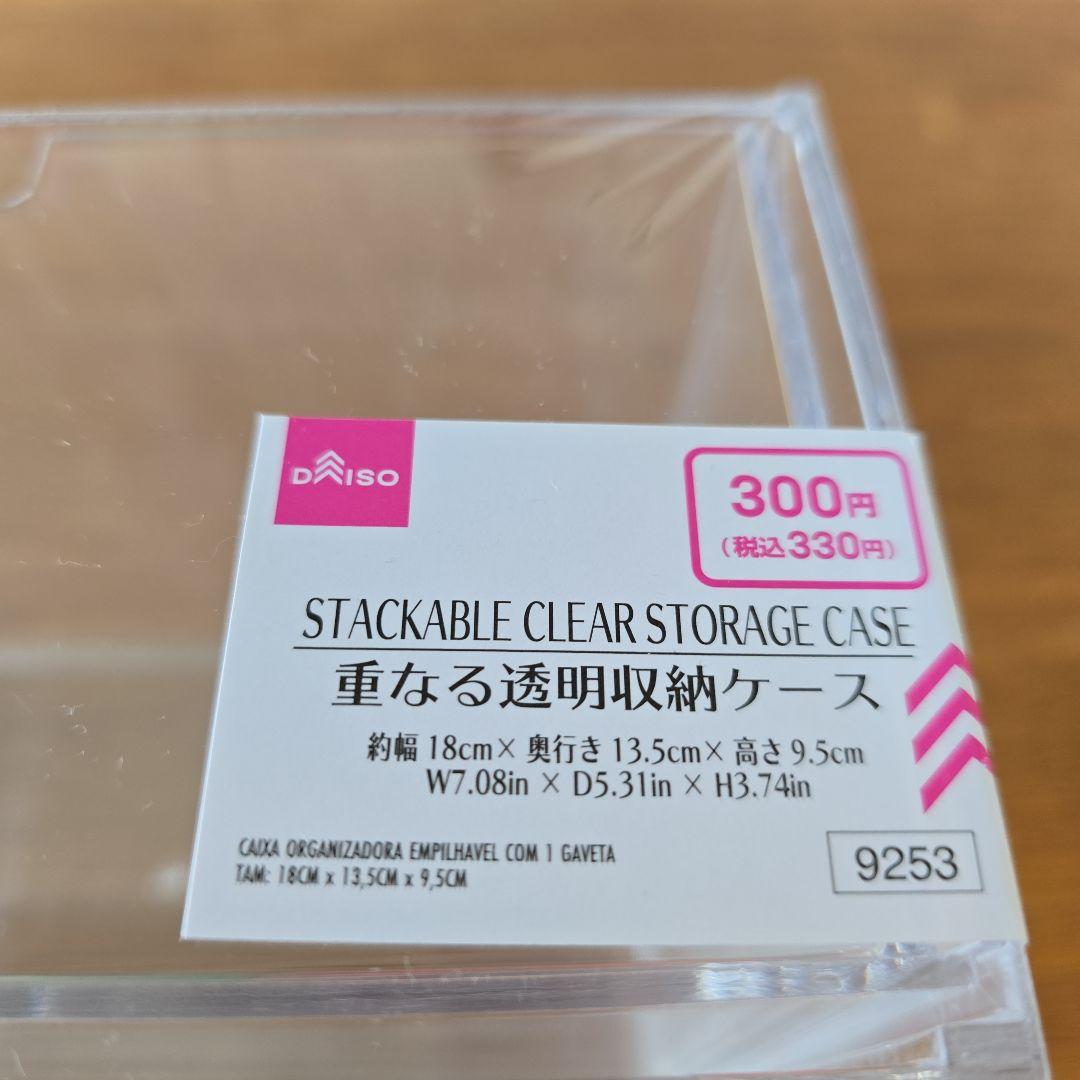 DAISO
300円
(税込330円)
STACKABLE CLEAR STORAGE CASE
重なる透明収納ケース
約幅 18cm× 奥行き 13.5cm× 高さ 9.5cm
W7.08in × D5.31in × H3.74in
CAIXA ORGANIZADORA EMPILHAVEL COM 1 GAVETA
TAM: 18CM x 13,5CM x 9,5CM
9253